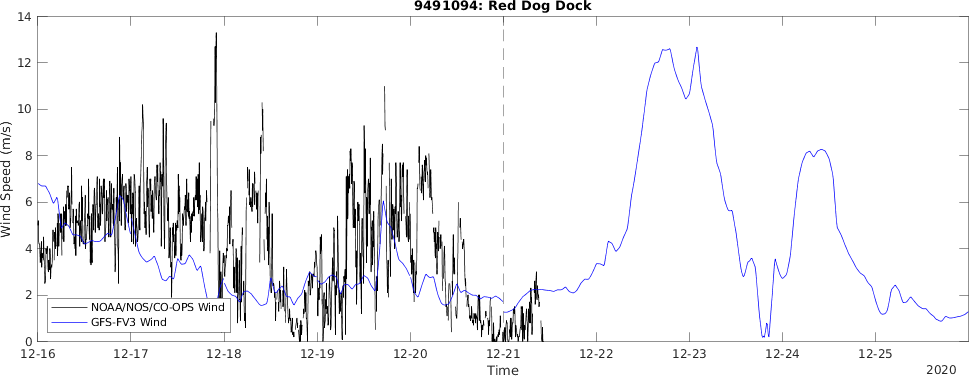 9491094: Red Dog Dock
14
12
10
8
6
4
2
0
Wind Speed (m/s)
NOAA/NOS/CO-OPS Wind
GFS-FV3 Wind
12-16 12-17 12-18 12-19 12-20 12-21 12-22 12-23 12-24 12-25
Time
2020